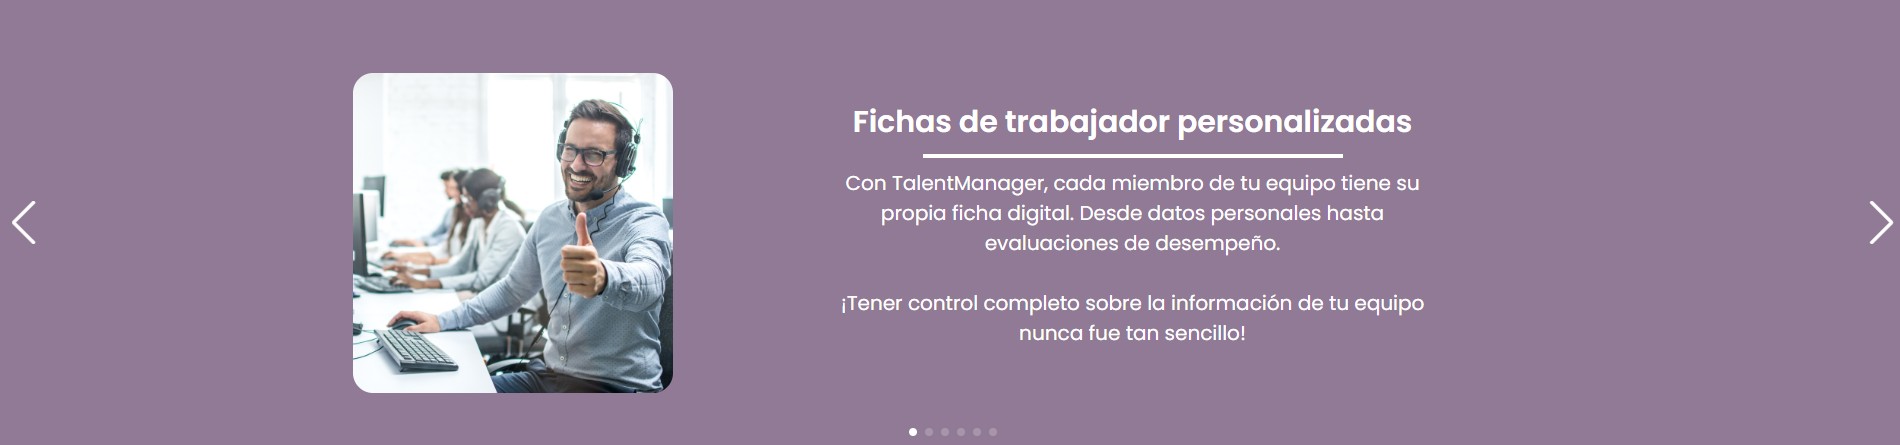 Fichas de trabajador personalizadas
Con TalentManager, cada miembro de tu equipo tiene su
propia ficha digital. Desde datos personales hasta
evaluaciones de desempeño.
¡Tener control completo sobre la información de tu equipo
nunca fue tan sencillo!